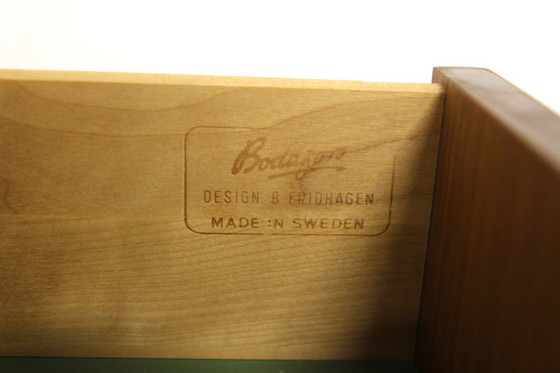 Bodafors
DESIGN B. FRIDHAGEN
MADE IN SWEDEN